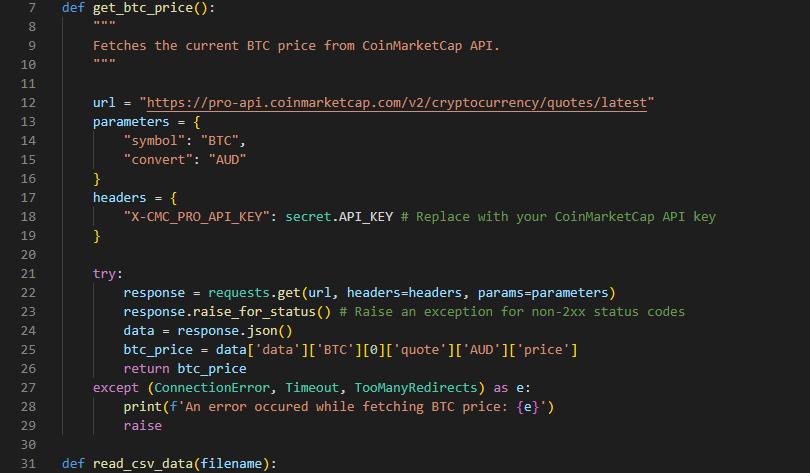 7 def get_btc_price():
8 """
9 Fetches the current BTC price from CoinMarketCap API.
10 """
11
12 url = "https://pro-api.coinmarketcap.com/v2/cryptocurrency/quotes/latest"
13 parameters = {
14 "symbol": "BTC",
15 "convert": "AUD"
16 }
17 headers = {
18 "X-CMC_PRO_API_KEY": secret.API_KEY # Replace with your CoinMarketCap API key
19 }
20
21 try:
22 response = requests.get(url, headers=headers, params=parameters)
23 response.raise_for_status() # Raise an exception for non-2xx status codes
24 data = response.json()
25 btc_price = data['data']['BTC'][0]['quote']['AUD']['price']
26 return btc_price
27 except (ConnectionError, Timeout, TooManyRedirects) as e:
28 print(f'An error occured while fetching BTC price: {e}')
29 raise
30
31 def read_csv_data(filename):